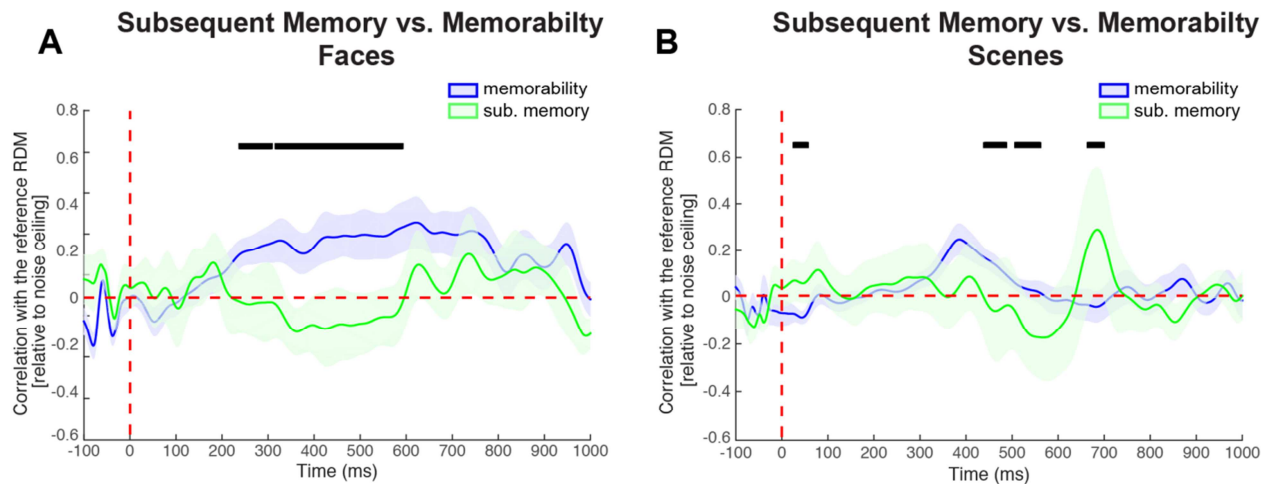 A
Subsequent Memory vs. Memorabilty
Faces
memorability
sub. memory
Correlation with the reference RDM
[relative to noise ceiling]
0.8
0.6
0.4
0.2
0
-0.2
-0.4
-0.6
-100 0 100 200 300 400 500 600 700 800 900 1000
Time (ms)
B
Subsequent Memory vs. Memorabilty
Scenes
memorability
sub. memory
Correlation with the reference RDM
[relative to noise ceiling]
0.8
0.6
0.4
0.2
0
-0.2
-0.4
-0.6
-100 0 100 200 300 400 500 600 700 800 900 1000
Time (ms)